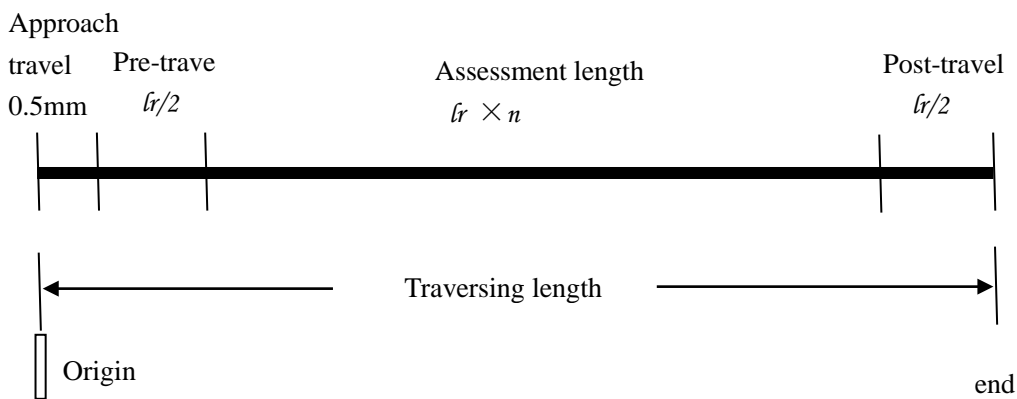 Approach
travel
0.5mm
Pre-trave
lr/2
Assessment length
lr × n
Post-travel
lr/2
Traversing length
Origin
end